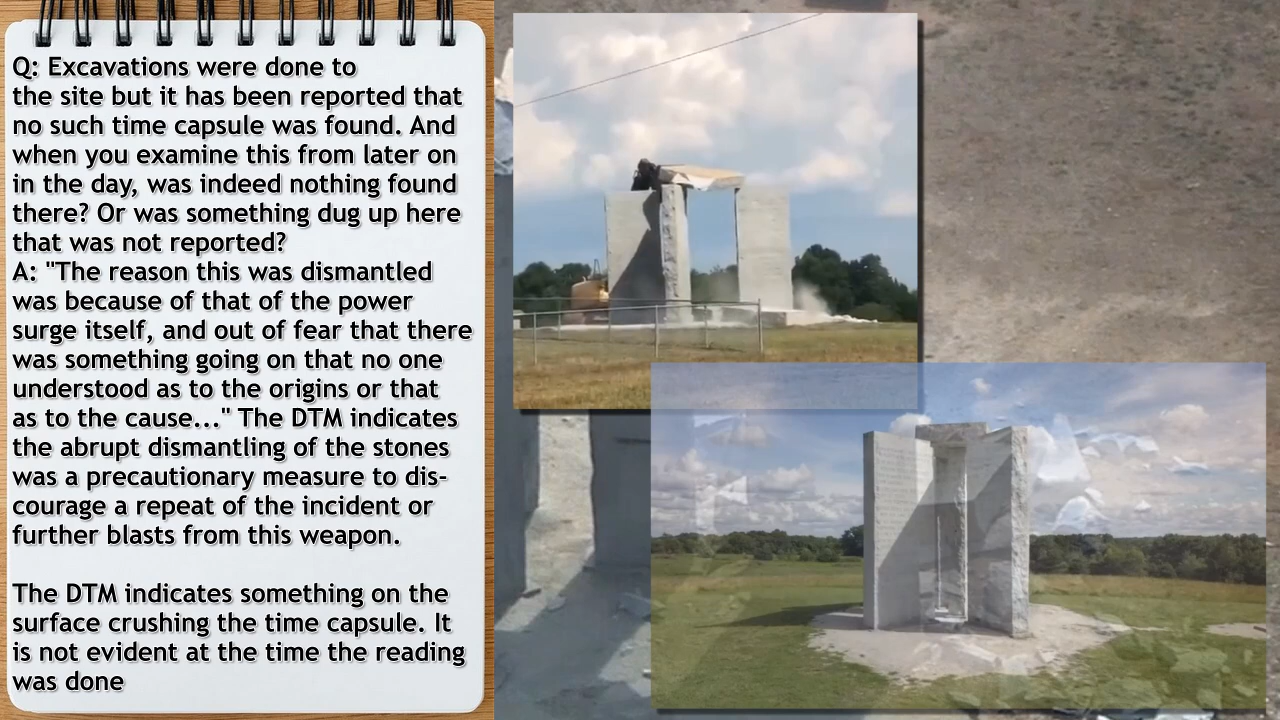 Q: Excavations were done to
the site but it has been reported that
no such time capsule was found. And
when you examine this from later on
in the day, was indeed nothing found
there? Or was something dug up here
that was not reported?
A: "The reason this was dismantled
was because of that of the power
surge itself, and out of fear that there
was something going on that no one
understood as to the origins or that
as to the cause..." The DTM indicates
the abrupt dismantling of the stones
was a precautionary measure to dis-
courage a repeat of the incident or
further blasts from this weapon.
The DTM indicates something on the
surface crushing the time capsule. It
is not evident at the time the reading
was done